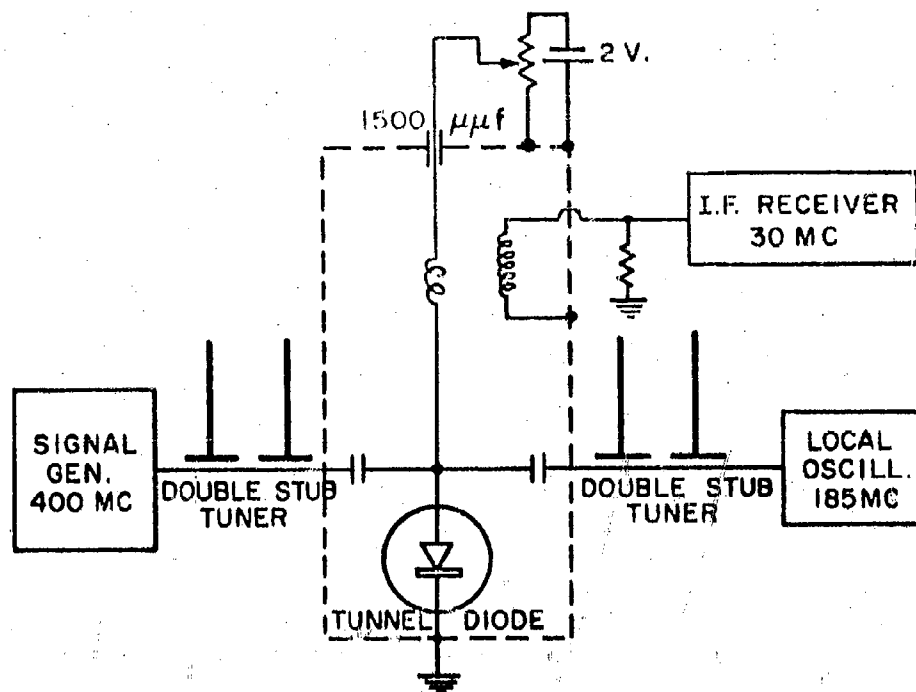 2 V.
1500 μμf
I.F. RECEIVER
30 MC
SIGNAL
GEN.
400 MC
DOUBLE STUB
TUNER
DOUBLE STUB
TUNER
LOCAL
OSCILL.
185MC
TUNNEL DIODE